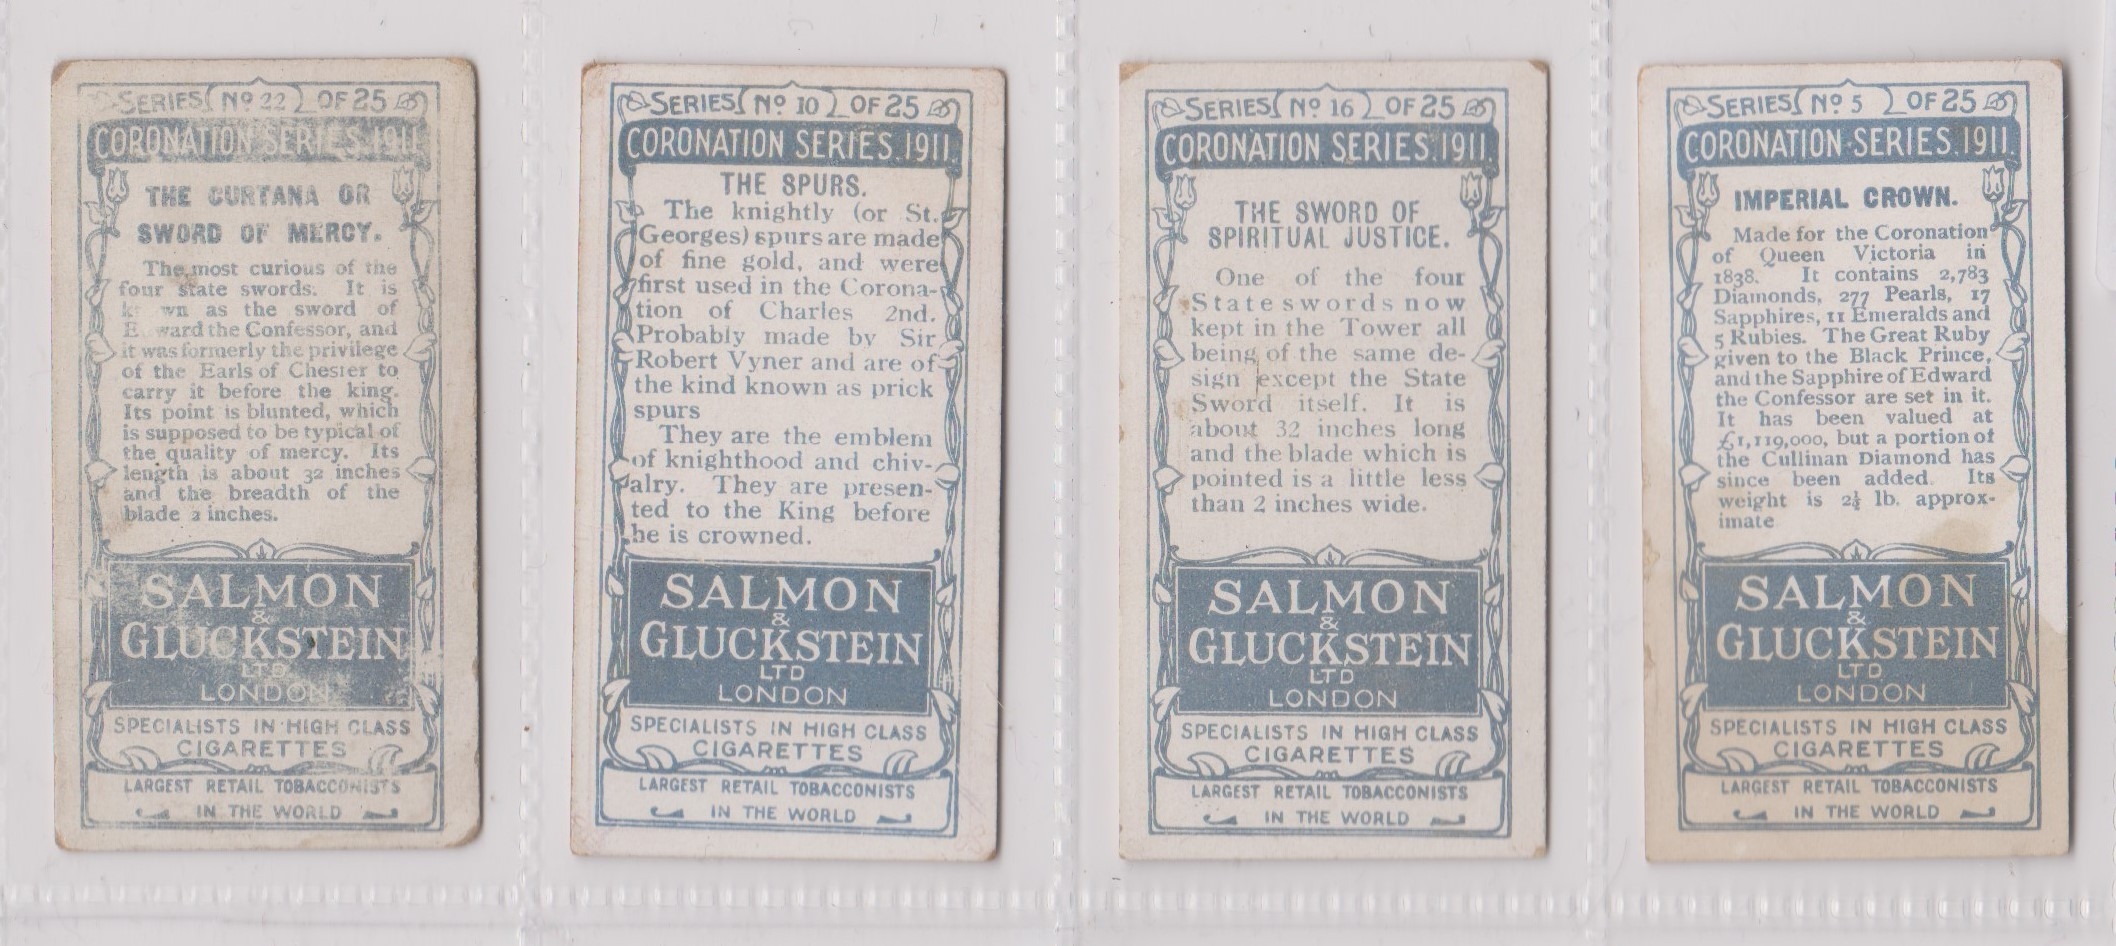 SERIES No 22 OF 25
CORONATION SERIES. 1911
THE CURTANA OR
SWORD OF MERCY.
The most curious of the
four state swords. It is
kn wn as the sword of
E ward the Confessor, and
it was formerly the privilege
of the Earls of Chester to
carry it before the king.
Its point is blunted, which
is supposed to be typical of
the quality of mercy. Its
length is about 32 inches
and the breadth of the
blade 2 inches.
SALMON
&
GLUCKSTEIN
LTD
LONDON
SPECIALISTS IN HIGH CLASS
CIGARETTES
LARGEST RETAIL TOBACCONISTS
IN THE WORLD
SERIES No 10 OF 25
CORONATION SERIES. 1911.
THE SPURS.
The knightly (or St.
Georges) spurs are made
of fine gold, and were
first used in the Corona-
tion of Charles 2nd.
Probably made by Sir
Robert Vyner and are of
the kind known as prick
spurs
They are the emblem
of knighthood and chiv-
alry. They are presen-
ted to the King before
he is crowned.
SALMON
&
GLUCKSTEIN
LTD
LONDON
SPECIALISTS IN HIGH CLASS
CIGARETTES
LARGEST RETAIL TOBACCONISTS
IN THE WORLD
SERIES No 16 OF 25
CORONATION SERIES. 1911.
THE SWORD OF
SPIRITUAL JUSTICE.
One of the four
State swords now
kept in the Tower all
being of the same de-
sign except the State
Sword itself. It is
about 32 inches long
and the blade which is
pointed is a little less
than 2 inches wide.
SALMON
&
GLUCKSTEIN
LTD
LONDON
SPECIALISTS IN HIGH CLASS
CIGARETTES
LARGEST RETAIL TOBACCONISTS
IN THE WORLD
SERIES No 5 OF 25
CORONATION SERIES. 1911.
IMPERIAL CROWN.
Made for the Coronation
of Queen Victoria in
1838. It contains 2,783
Diamonds, 277 Pearls, 17
Sapphires, 11 Emeralds and
5 Rubies. The Great Ruby
given to the Black Prince,
and the Sapphire of Edward
the Confessor are set in it.
It has been valued at
£1,119,000, but a portion of
the Cullinan Diamond has
since been added. Its
weight is 2½ lb. approx-
imate
SALMON
&
GLUCKSTEIN
LTD
LONDON
SPECIALISTS IN HIGH CLASS
CIGARETTES
LARGEST RETAIL TOBACCONISTS
IN THE WORLD